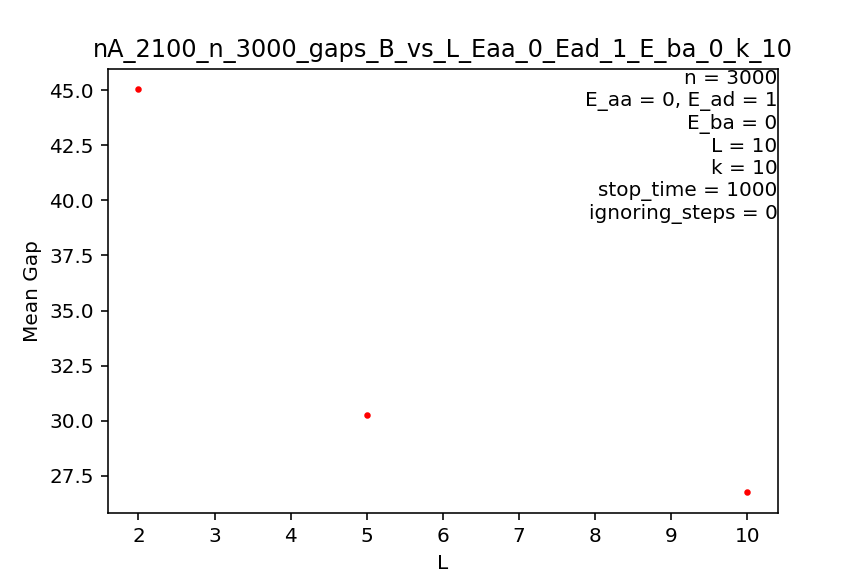 nA_2100_n_3000_gaps_B_vs_L_Eaa_0_Ead_1_E_ba_0_k_10
n = 3000
E_aa = 0, E_ad = 1
E_ba = 0
L = 10
k = 10
stop_time = 1000
ignoring_steps = 0
45.0
42.5
40.0
37.5
35.0
32.5
30.0
27.5
Mean Gap
2 3 4 5 6 7 8 9 10
L